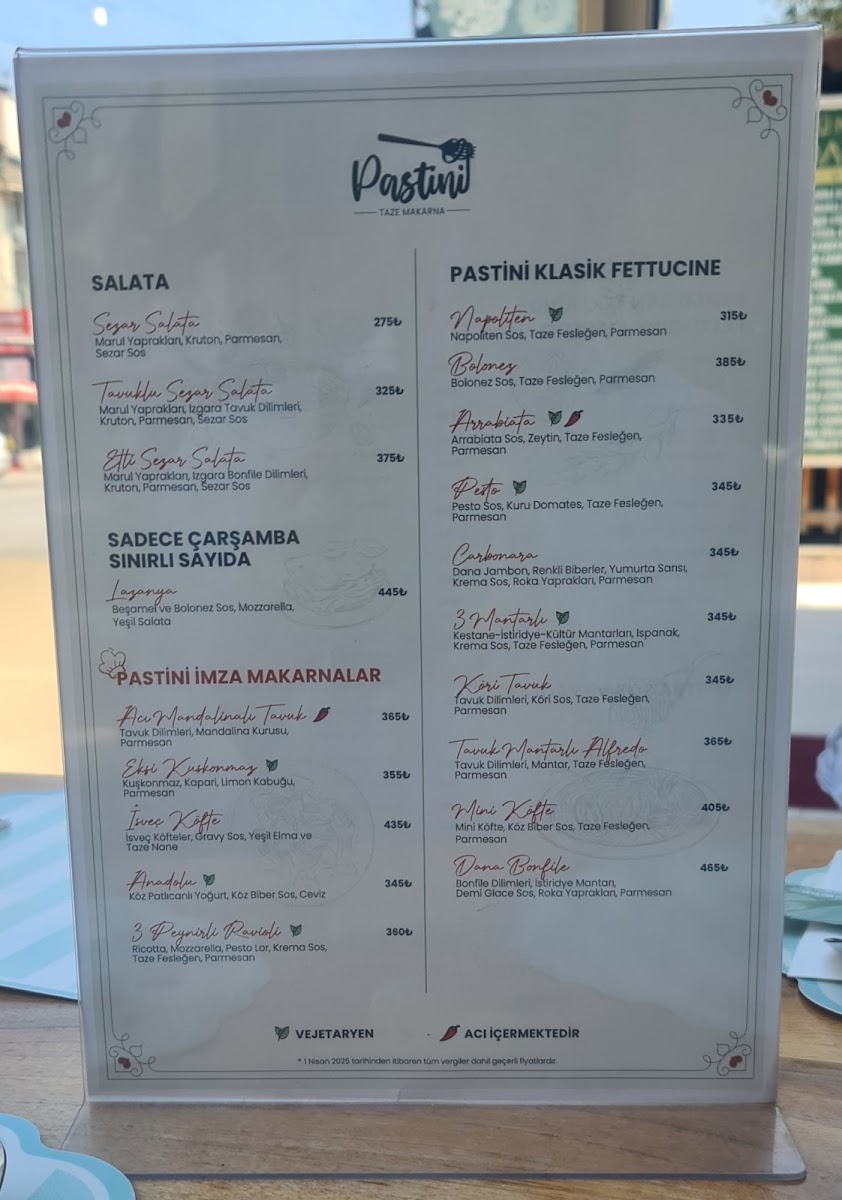 Pastini
TAZE MAKARNA
SALATA
Sezar Salata 275₺
Marul Yaprakları, Kruton, Parmesan,
Sezar Sos
Tavuklu Sezar Salata 325₺
Marul Yaprakları, Izgara Tavuk Dilimleri,
Kruton, Parmesan, Sezar Sos
Etli Sezar Salata 375₺
Marul Yaprakları, Izgara Bonfile Dilimleri,
Kruton, Parmesan, Sezar Sos
SADECE ÇARŞAMBA
SINIRLI SAYIDA
Lazanya 445₺
Beşamel ve Bolonez Sos, Mozzarella,
Yeşil Salata
PASTİNİ İMZA MAKARNALAR
Acı Mandalinalı Tavuk 365₺
Tavuk Dilimleri, Mandalina Kurusu,
Parmesan
Ekşi Kuşkonmaz 355₺
Kuşkonmaz, Kapari, Limon Kabuğu,
Parmesan
İsveç Köfte 435₺
İsveç Köfteler, Gravy Sos, Yeşil Elma ve
Taze Nane
Anadolu 345₺
Köz Patlıcanlı Yoğurt, Köz Biber Sos, Ceviz
3 Peynirli Ravioli 360₺
Ricotta, Mozzarella, Pesto Lor, Krema Sos,
Taze Fesleğen, Parmesan
PASTİNİ KLASİK FETTUCINE
Napoliten 315₺
Napoliten Sos, Taze Fesleğen, Parmesan
Bolonez 385₺
Bolonez Sos, Taze Fesleğen, Parmesan
Arrabiata 335₺
Arrabiata Sos, Zeytin, Taze Fesleğen,
Parmesan
Pesto 345₺
Pesto Sos, Kuru Domates, Taze Fesleğen,
Parmesan
Carbonara 345₺
Dana Jambon, Renkli Biberler, Yumurta Sarısı,
Krema Sos, Roka Yaprakları, Parmesan
3 Mantarlı 345₺
Kestane-İstiridye-Kültür Mantarları, Ispanak,
Krema Sos, Taze Fesleğen, Parmesan
Köri Tavuk 345₺
Tavuk Dilimleri, Köri Sos, Taze Fesleğen,
Parmesan
Tavuk Mantarlı Alfredo 365₺
Tavuk Dilimleri, Mantar, Taze Fesleğen,
Parmesan
Mini Köfte 405₺
Mini Köfte, Köz Biber Sos, Taze Fesleğen,
Parmesan
Dana Bonfile 465₺
Bonfile Dilimleri, İstiridye Mantarı,
Demi Glace Sos, Roka Yaprakları, Parmesan
VEJETARYEN - ACI İÇERMEKTEDİR
* 1 Nisan 2025 tarihinden itibaren tüm vergiler dahil geçerli fiyatlardır.